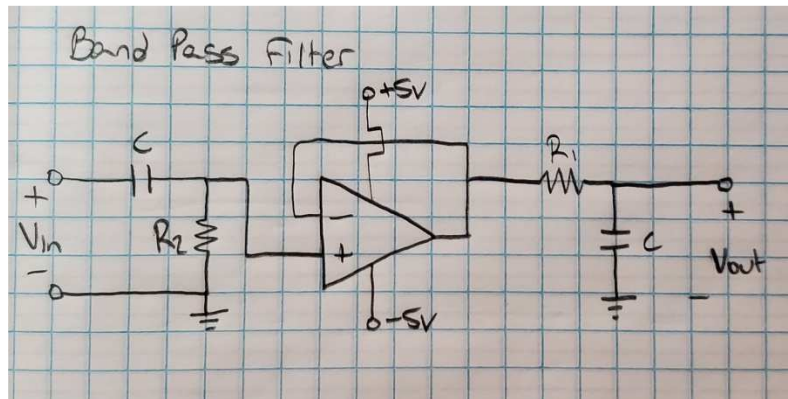 Band Pass Filter
+5V
C
R1
+
Vin
-
R2
-
+
C
+
Vout
-
-5V